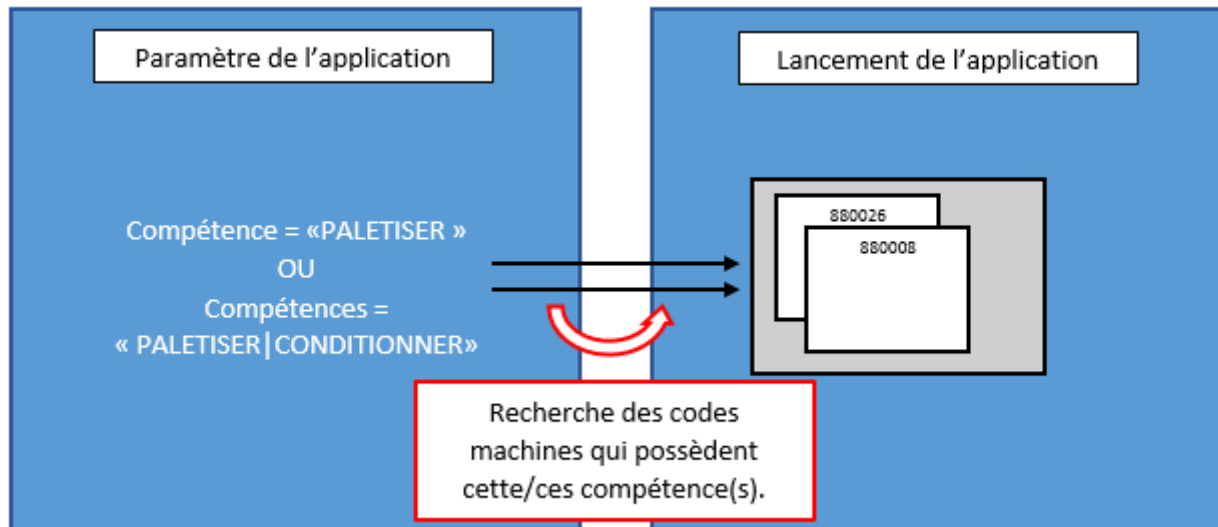 Paramètre de l'application
Lancement de l'application
Compétence = «PALETISER »
OU
Compétences =
« PALETISER|CONDITIONNER»
880026
880008
Recherche des codes
machines qui possèdent
cette/ces compétence(s).